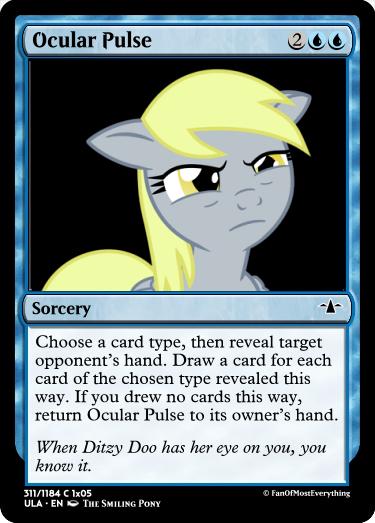 Ocular Pulse 2
Sorcery
Choose a card type, then reveal target
opponent's hand. Draw a card for each
card of the chosen type revealed this
way. If you drew no cards this way,
return Ocular Pulse to its owner's hand.
When Ditzy Doo has her eye on you, you
know it.
311/1184 C 1x05
ULA • EN THE SMILING PONY
© FanOfMostEverything